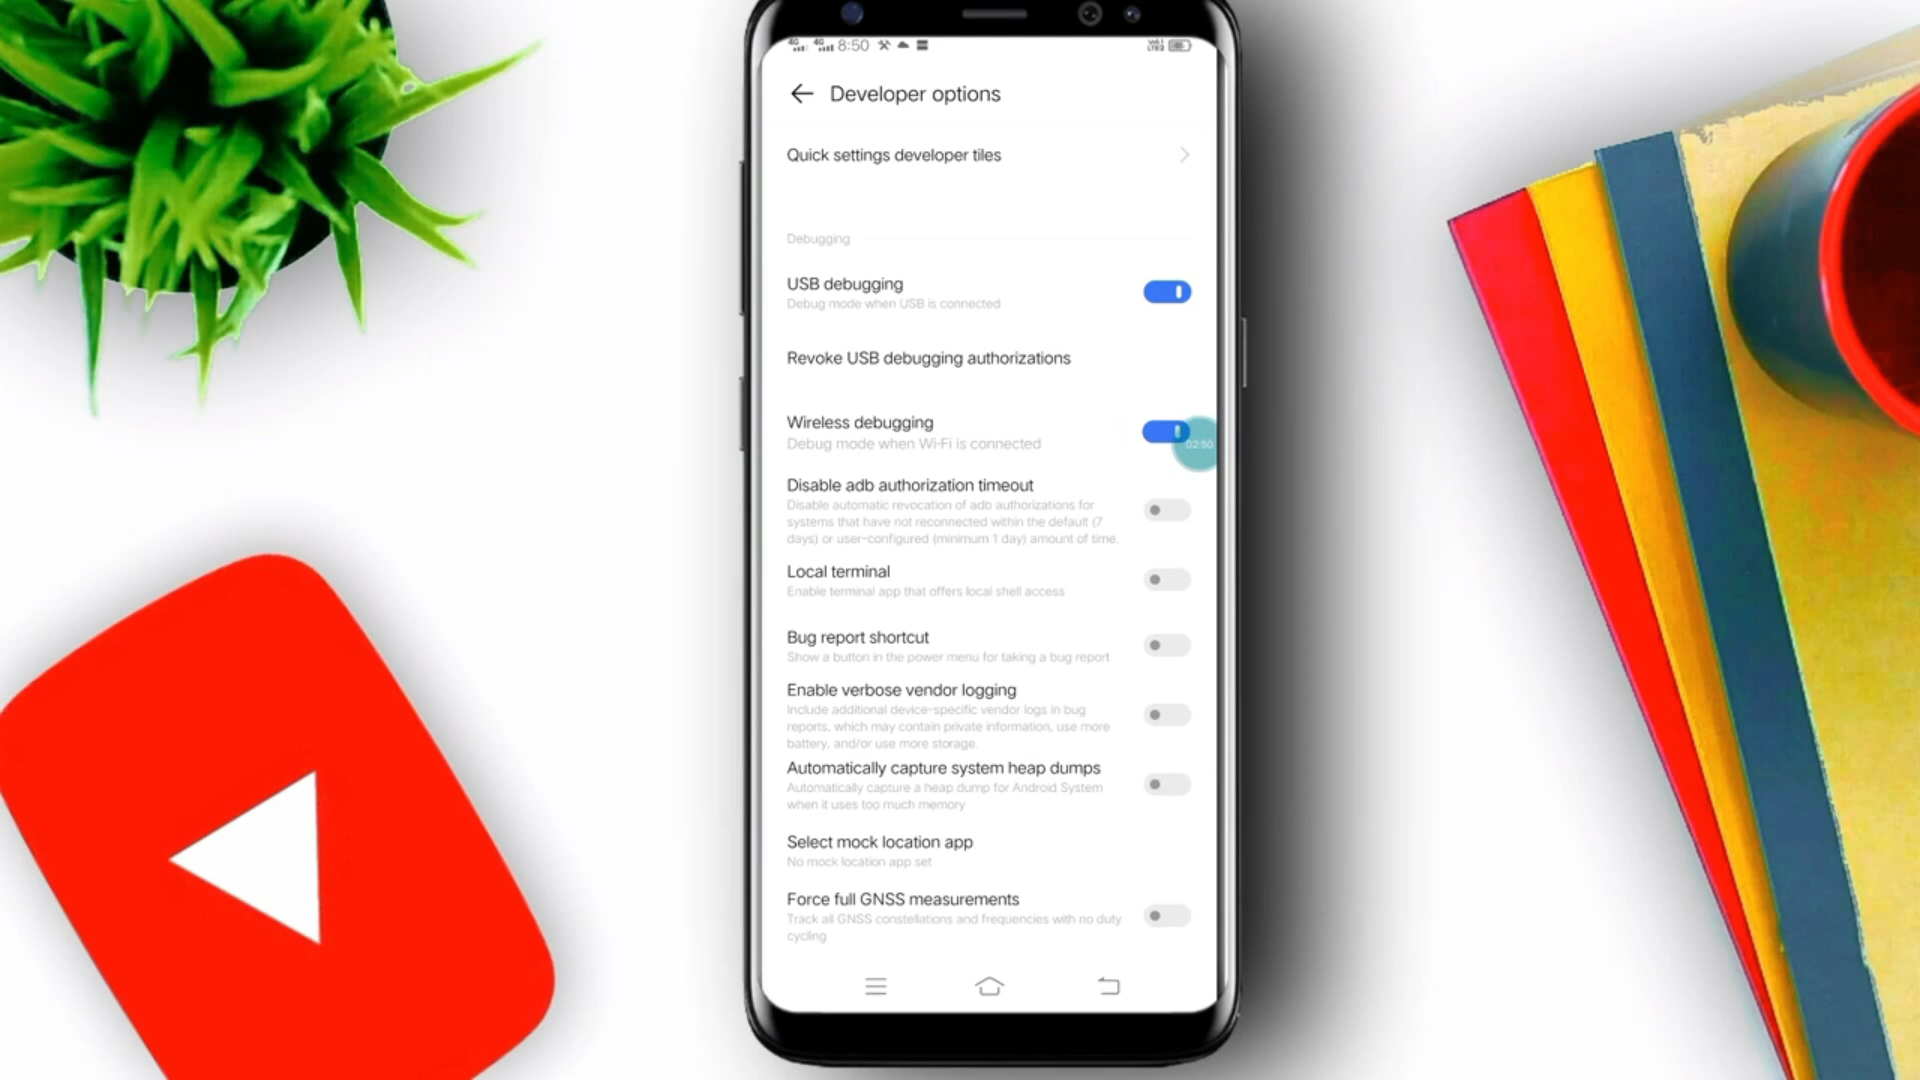 4G 4G 8:50
Developer options
Quick settings developer tiles
Debugging
USB debugging
Debug mode when USB is connected
Revoke USB debugging authorizations
Wireless debugging
Debug mode when Wi-Fi is connected
02:50
Disable adb authorization timeout
Disable automatic revocation of adb authorizations for
systems that have not reconnected within the default (7
days) or user-configured (minimum 1 day) amount of time.
Local terminal
Enable terminal app that offers local shell access
Bug report shortcut
Show a button in the power menu for taking a bug report
Enable verbose vendor logging
Include additional device-specific vendor logs in bug
reports, which may contain private information, use more
battery, and/or use more storage.
Automatically capture system heap dumps
Automatically capture a heap dump for Android System
when it uses too much memory
Select mock location app
No mock location app set
Force full GNSS measurements
Track all GNSS constellations and frequencies with no duty
cycling